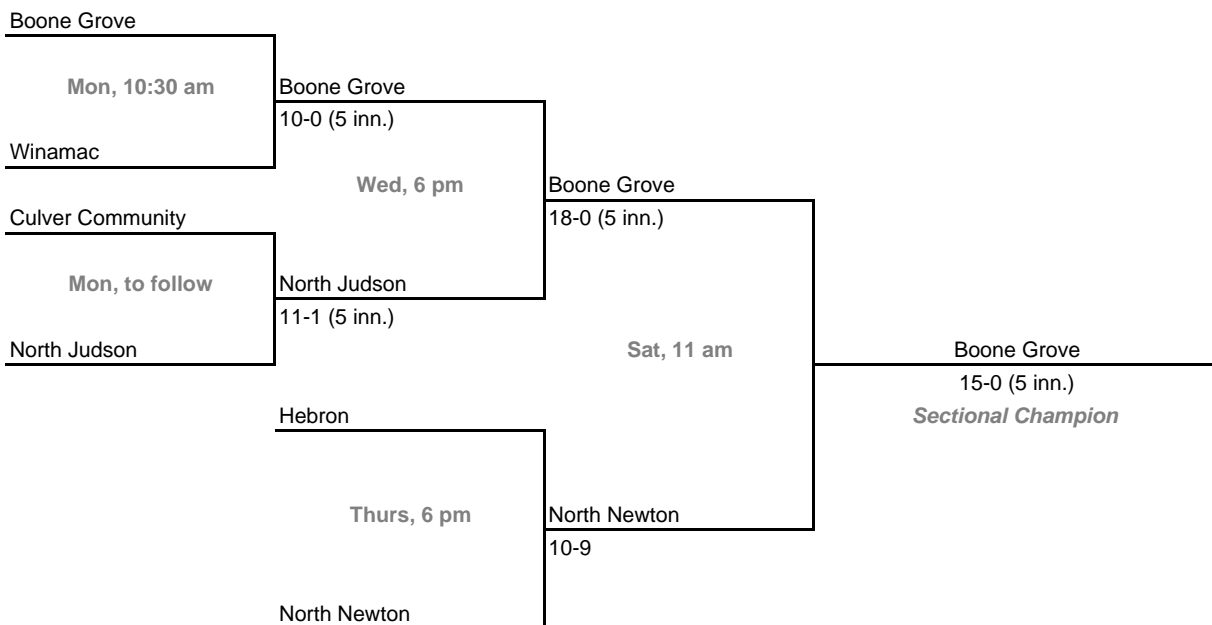 Boone Grove
Mon, 10:30 am
Boone Grove
10-0 (5 inn.)
Winamac
Wed, 6 pm
Boone Grove
18-0 (5 inn.)
Culver Community
Mon, to follow
North Judson
11-1 (5 inn.)
North Judson
Sat, 11 am
Boone Grove
15-0 (5 inn.)
Sectional Champion
Hebron
Thurs, 6 pm
North Newton
10-9
North Newton